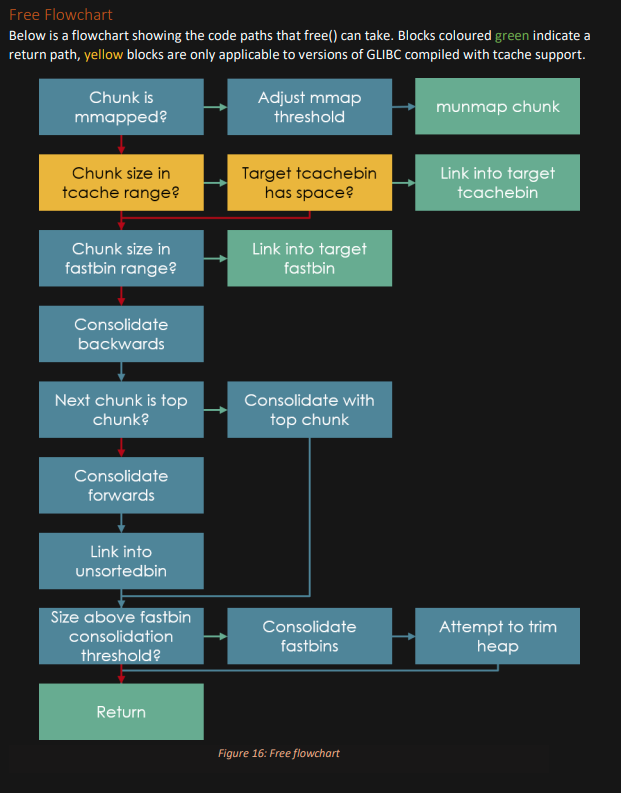 Free Flowchart
Below is a flowchart showing the code paths that free() can take. Blocks coloured green indicate a
return path, yellow blocks are only applicable to versions of GLIBC compiled with tcache support.
Chunk is
mmapped?
Adjust mmap
threshold
munmap chunk
Chunk size in
tcache range?
Target tcachebin
has space?
Link into target
tcachebin
Chunk size in
fastbin range?
Link into target
fastbin
Consolidate
backwards
Next chunk is top
chunk?
Consolidate with
top chunk
Consolidate
forwards
Link into
unsortedbin
Size above fastbin
consolidation
threshold?
Consolidate
fastbins
Attempt to trim
heap
Return
Figure 16: Free flowchart